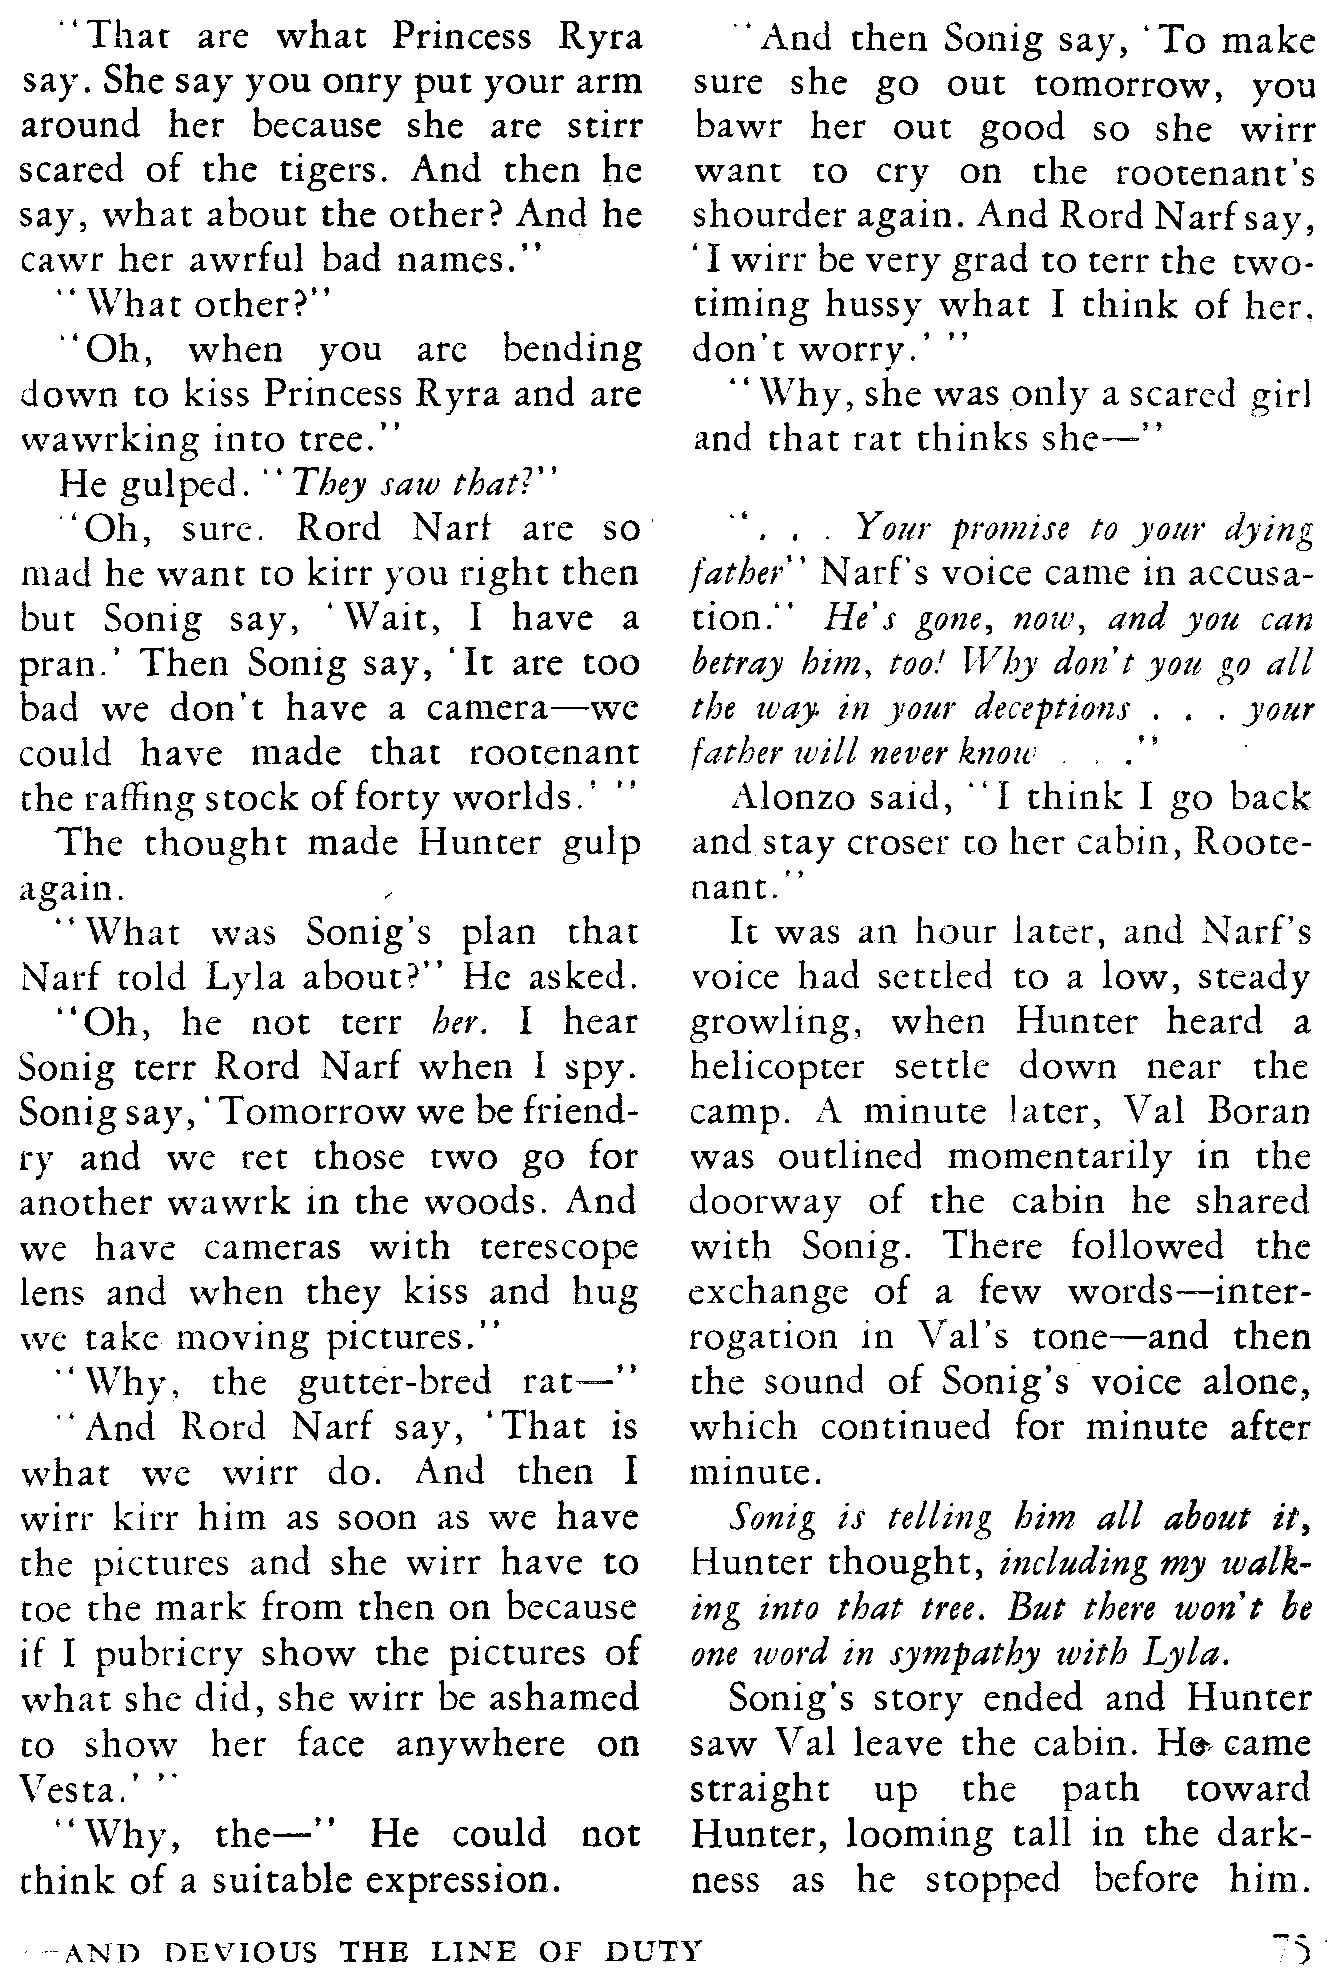 "That are what Princess Ryra
say. She say you onry put your arm
around her because she are stirr
scared of the tigers. And then he
say, what about the other? And he
cawr her awrful bad names."
"What other?"
"Oh, when you are bending
down to kiss Princess Ryra and are
wawrking into tree."
He gulped. "They saw that?"
"Oh, sure. Rord Narf are so
mad he want to kirr you right then
but Sonig say, 'Wait, I have a
pran.' Then Sonig say, 'It are too
bad we don't have a camera—we
could have made that rootenant
the raffing stock of forty worlds.' "
The thought made Hunter gulp
again.
"What was Sonig's plan that
Narf told Lyla about?" He asked.
"Oh, he not terr her. I hear
Sonig terr Rord Narf when I spy.
Sonig say, 'Tomorrow we be friend-
ry and we ret those two go for
another wawrk in the woods. And
we have cameras with terescope
lens and when they kiss and hug
we take moving pictures."
"Why, the gutter-bred rat—"
"And Rord Narf say, 'That is
what we wirr do. And then I
wirr kirr him as soon as we have
the pictures and she wirr have to
toe the mark from then on because
if I pubricry show the pictures of
what she did, she wirr be ashamed
to show her face anywhere on
Vesta.' "
"Why, the—" He could not
think of a suitable expression.
"And then Sonig say, 'To make
sure she go out tomorrow, you
bawr her out good so she wirr
want to cry on the rootenant's
shourder again. And Rord Narf say,
'I wirr be very grad to terr the two-
timing hussy what I think of her,
don't worry.' "
"Why, she was only a scared girl
and that rat thinks she—"
". . . Your promise to your dying
father" Narf's voice came in accusa-
tion." He's gone, now, and you can
betray him, too! Why don't you go all
the way in your deceptions . . . your
father will never know . . ."
Alonzo said, "I think I go back
and stay croser to her cabin, Roote-
nant."
It was an hour later, and Narf's
voice had settled to a low, steady
growling, when Hunter heard a
helicopter settle down near the
camp. A minute later, Val Boran
was outlined momentarily in the
doorway of the cabin he shared
with Sonig. There followed the
exchange of a few words—inter-
rogation in Val's tone—and then
the sound of Sonig's voice alone,
which continued for minute after
minute.
Sonig is telling him all about it,
Hunter thought, including my walk-
ing into that tree. But there won't be
one word in sympathy with Lyla.
Sonig's story ended and Hunter
saw Val leave the cabin. He came
straight up the path toward
Hunter, looming tall in the dark-
ness as he stopped before him.
—AND DEVIOUS THE LINE OF DUTY
75